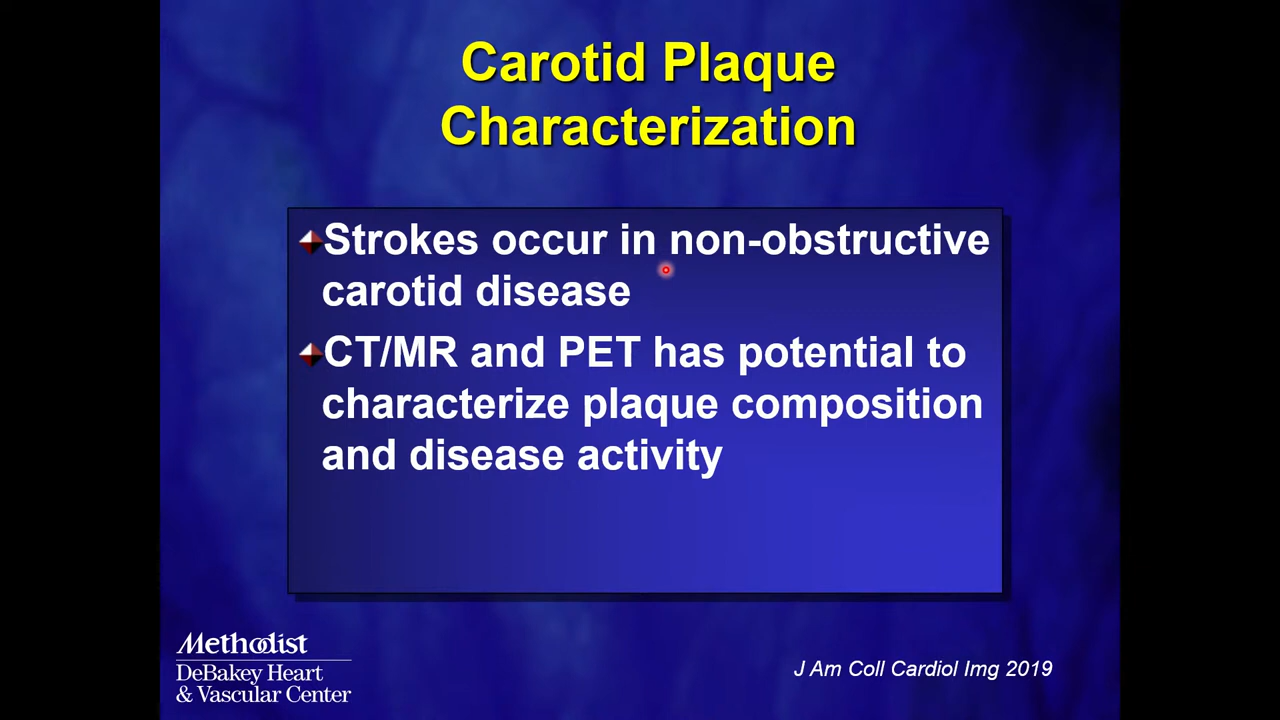 Carotid Plaque
Characterization
Strokes occur in non-obstructive
carotid disease
CT/MR and PET has potential to
characterize plaque composition
and disease activity
Methodist
DeBakey Heart
& Vascular Center
J Am Coll Cardiol Img 2019